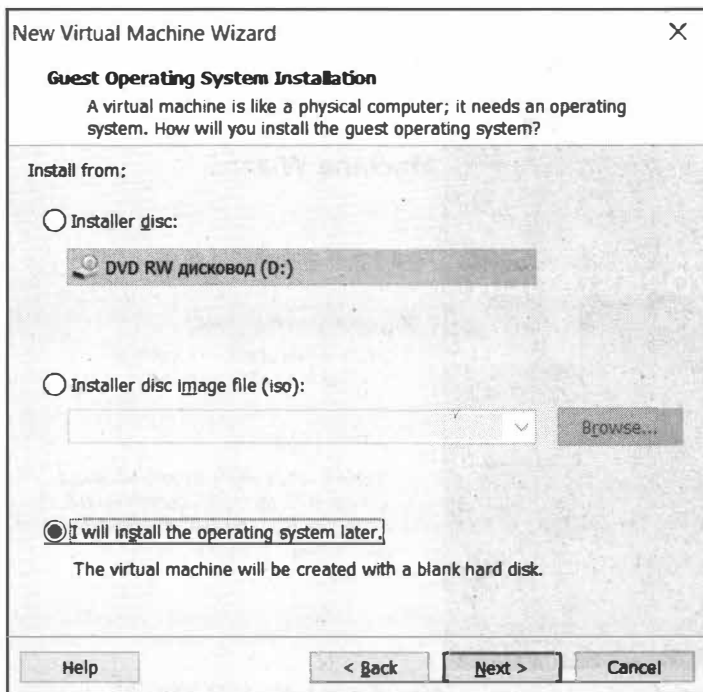 New Virtual Machine Wizard
Guest Operating System Installation
A virtual machine is like a physical computer; it needs an operating
system. How will you install the guest operating system?
Install from:
Installer disc:
DVD RW дисковод (D:)
Installer disc image file (iso):
Browse...
I will install the operating system later.
The virtual machine will be created with a blank hard disk.
Help
< Back
Next >
Cancel